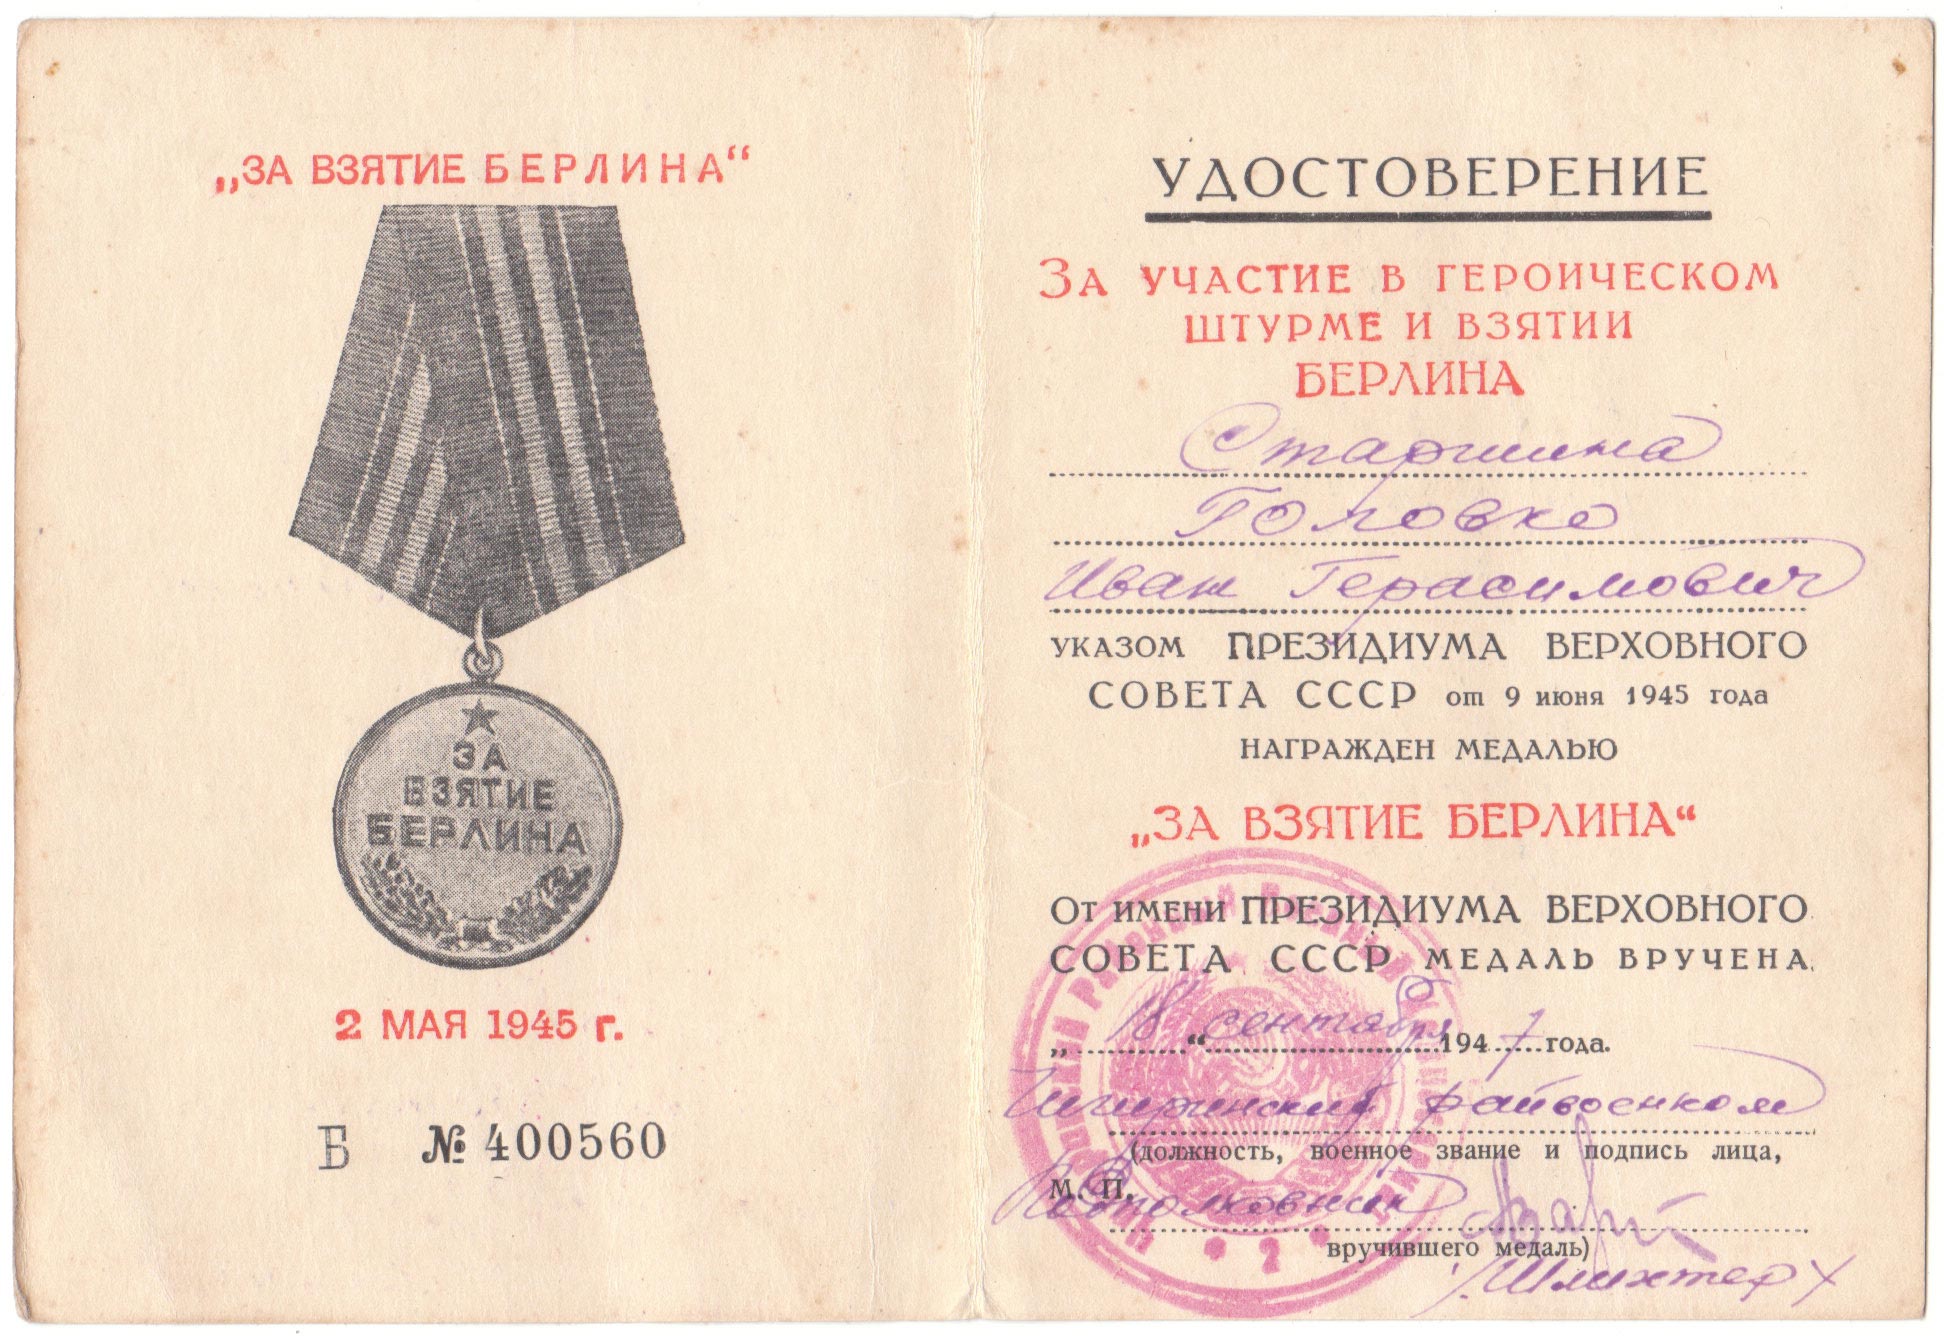 „ЗА ВЗЯТИЕ БЕРЛИНА“
ЗА
ВЗЯТИЕ
БЕРЛИНА
2 МАЯ 1945 г.
Б № 400560
УДОСТОВЕРЕНИЕ
ЗА УЧАСТИЕ В ГЕРОИЧЕСКОМ
ШТУРМЕ И ВЗЯТИИ
БЕРЛИНА
Старшина
Головко
Иван Герасимович
УКАЗОМ ПРЕЗИДИУМА ВЕРХОВНОГО
СОВЕТА СССР от 9 июня 1945 года
НАГРАЖДЕН МЕДАЛЬЮ
„ЗА ВЗЯТИЕ БЕРЛИНА“
ОТ ИМЕНИ ПРЕЗИДИУМА ВЕРХОВНОГО
СОВЕТА СССР МЕДАЛЬ ВРУЧЕНА
„18“ сентября 1947 года.
райвоенком
(должность, военное звание и подпись лица,
М. П.
Подполковник
вручившего медаль)
Шлихтер
2